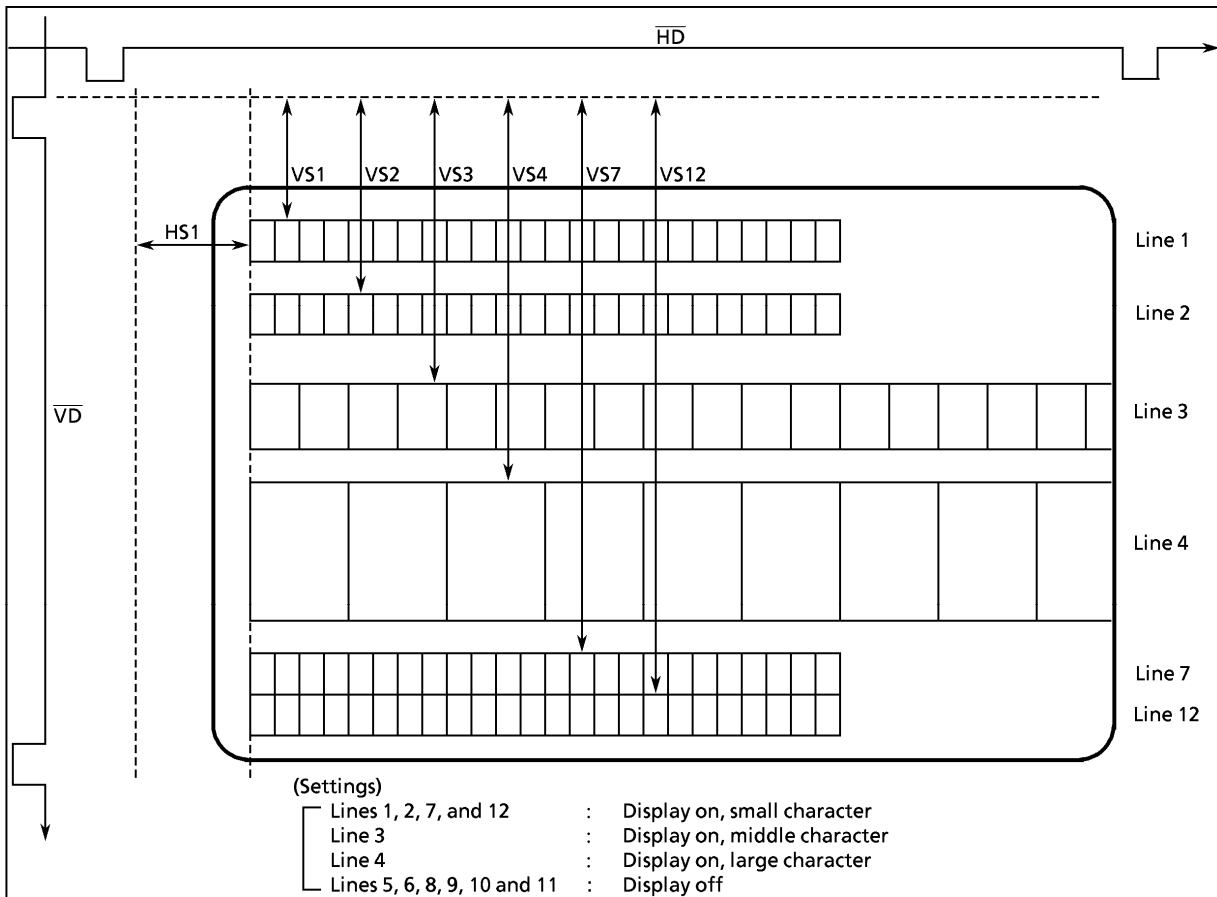 HD
VS1 VS2 VS3 VS4 VS7 VS12
HS1
Line 1
Line 2
VD
Line 3
Line 4
Line 7
Line 12
(Settings)
Lines 1, 2, 7, and 12 : Display on, small character
Line 3 : Display on, middle character
Line 4 : Display on, large character
Lines 5, 6, 8, 9, 10 and 11 : Display off